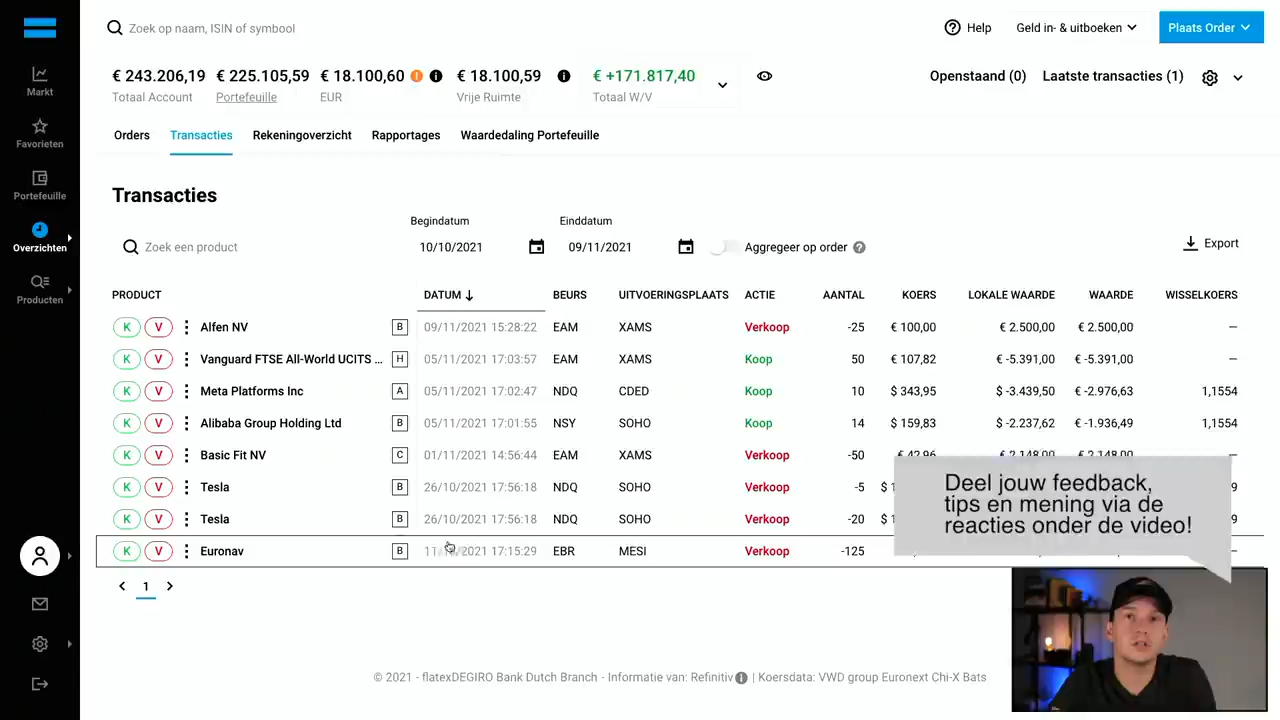 Zoek op naam, ISIN of symbool
Help
Geld in- & uitboeken
Plaats Order
€ 243.206,19
€ 225.105,59
€ 18.100,60
€ 18.100,59
€ +171.817,40
Openstaand (0)
Laatste transacties (1)
Totaal Account
Portefeuille
EUR
Vrije Ruimte
Totaal W/V
Markt
Favorieten
Portefeuille
Overzichten
Producten
Orders
Transacties
Rekeningoverzicht
Rapportages
Waardedaling Portefeuille
Transacties
Begindatum
Einddatum
Zoek een product
10/10/2021
09/11/2021
Aggregeer op order
Export
PRODUCT DATUM BEURS UITVOERINGSPLAATS ACTIE AANTAL KOERS LOKALE WAARDE WAARDE WISSELKOERS
K V Alfen NV B 09/11/2021 15:28:22 EAM XAMS Verkoop -25 € 100,00 € 2.500,00 € 2.500,00 —
K V Vanguard FTSE All-World UCITS ... H 05/11/2021 17:03:57 EAM XAMS Koop 50 € 107,82 € -5.391,00 € -5.391,00 —
K V Meta Platforms Inc A 05/11/2021 17:02:47 NDQ CDED Koop 10 $ 343,95 $ -3.439,50 € -2.976,63 1,1554
K V Alibaba Group Holding Ltd B 05/11/2021 17:01:55 NSY SOHO Koop 14 $ 159,83 $ -2.237,62 € -1.936,49 1,1554
K V Basic Fit NV C 01/11/2021 14:56:44 EAM XAMS Verkoop -50 € 42,96 € 2.148,00 € 2.148,00 —
K V Tesla B 26/10/2021 17:56:18 NDQ SOHO Verkoop -5
K V Tesla B 26/10/2021 17:56:18 NDQ SOHO Verkoop -20
K V Euronav B 17:15:29 EBR MESI Verkoop -125
Deel jouw feedback,
tips en mening via de
reacties onder de video!
1
© 2021 - flatexDEGIRO Bank Dutch Branch - Informatie van: Refinitiv | Koersdata: VWD group Euronext Chi-X Bats